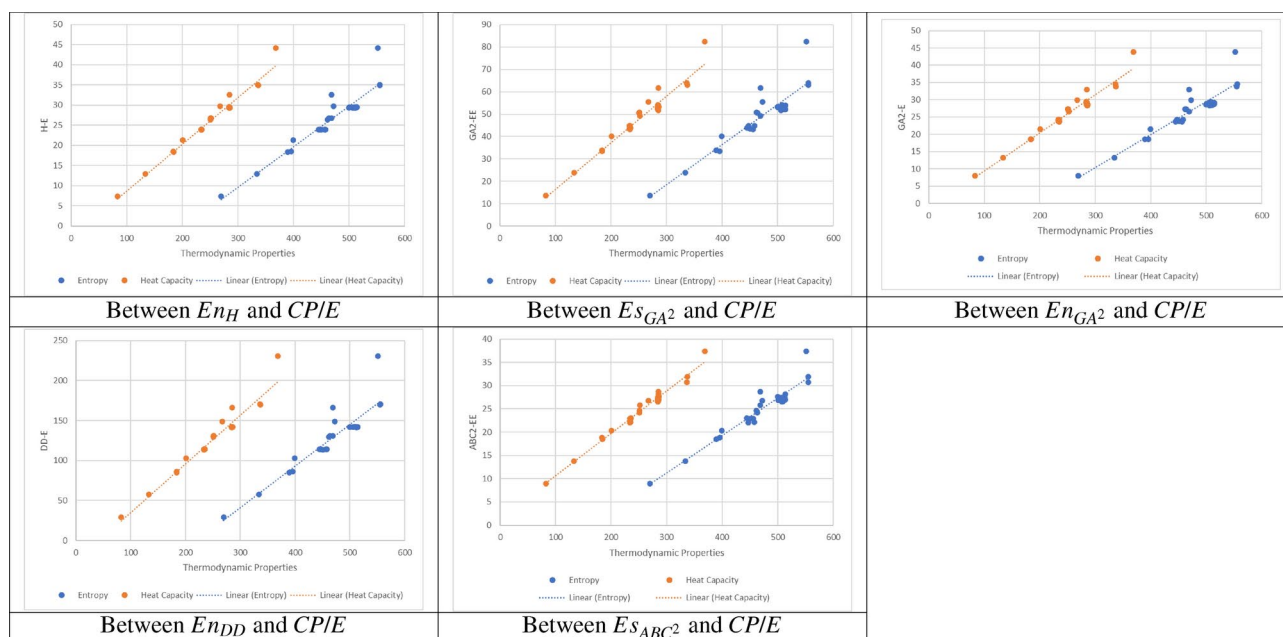 50
45
40
35
30
25
20
15
10
5
0
H-E
0 100 200 300 400 500 600
Thermodynamic Properties
Entropy Heat Capacity Linear (Entropy) Linear (Heat Capacity)
Between En_H and CP/E
90
80
70
60
50
40
30
20
10
0
GA2-EE
0 100 200 300 400 500 600
Thermodynamic Properties
Entropy Heat Capacity Linear (Entropy) Linear (Heat Capacity)
Between Es_GA² and CP/E
50
45
40
35
30
25
20
15
10
5
0
GA2-E
0 100 200 300 400 500 600
Thermodynamic Properties
Entropy Heat Capacity
Linear (Entropy) Linear (Heat Capacity)
Between En_GA² and CP/E
250
200
150
100
50
0
DD-E
0 100 200 300 400 500 600
Thermodynamic Properties
Entropy Heat Capacity Linear (Entropy) Linear (Heat Capacity)
Between En_DD and CP/E
40
35
30
25
20
15
10
5
0
ABC2-EE
0 100 200 300 400 500 600
Thermodynamic Properties
Entropy Heat Capacity
Linear (Entropy) Linear (Heat Capacity)
Between Es_ABC² and CP/E